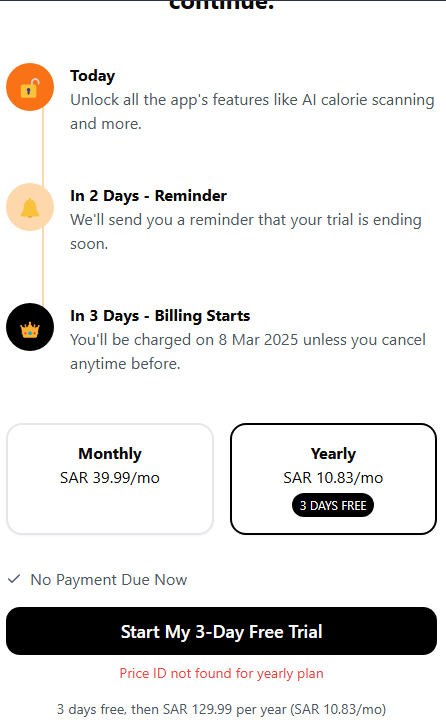 continue.
Today
Unlock all the app's features like AI calorie scanning
and more.
In 2 Days - Reminder
We'll send you a reminder that your trial is ending
soon.
In 3 Days - Billing Starts
You'll be charged on 8 Mar 2025 unless you cancel
anytime before.
Monthly
SAR 39.99/mo
Yearly
SAR 10.83/mo
3 DAYS FREE
No Payment Due Now
Start My 3-Day Free Trial
Price ID not found for yearly plan
3 days free, then SAR 129.99 per year (SAR 10.83/mo)